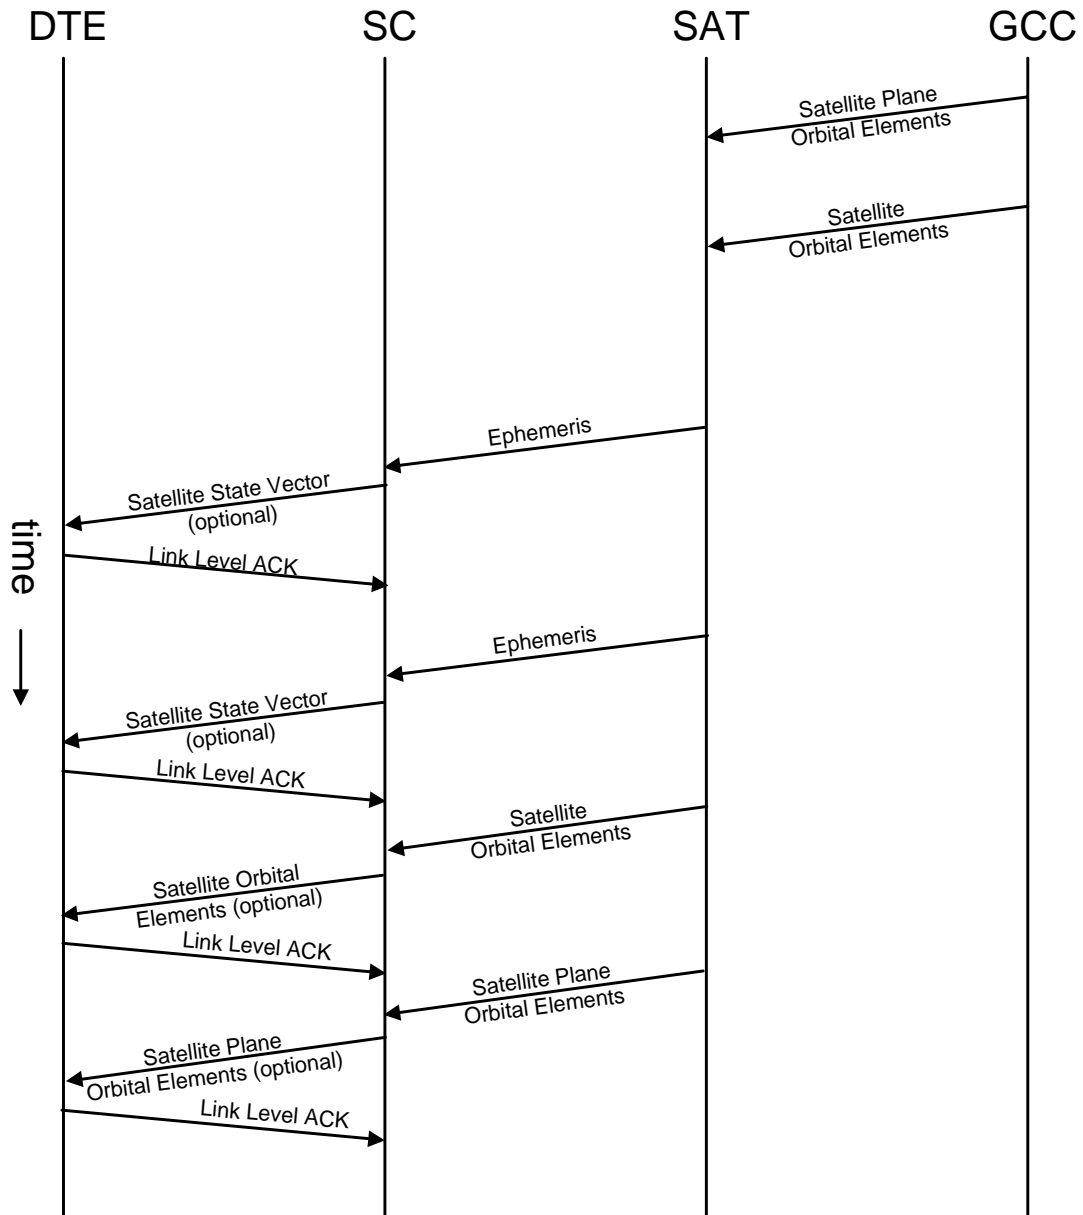 DTE SC SAT GCC
Satellite Plane
Orbital Elements
Satellite
Orbital Elements
Ephemeris
Satellite State Vector
(optional)
Link Level ACK
time
Ephemeris
Satellite State Vector
(optional)
Link Level ACK
Satellite
Orbital Elements
Satellite Orbital
Elements (optional)
Link Level ACK
Satellite Plane
Orbital Elements
Satellite Plane
Orbital Elements (optional)
Link Level ACK